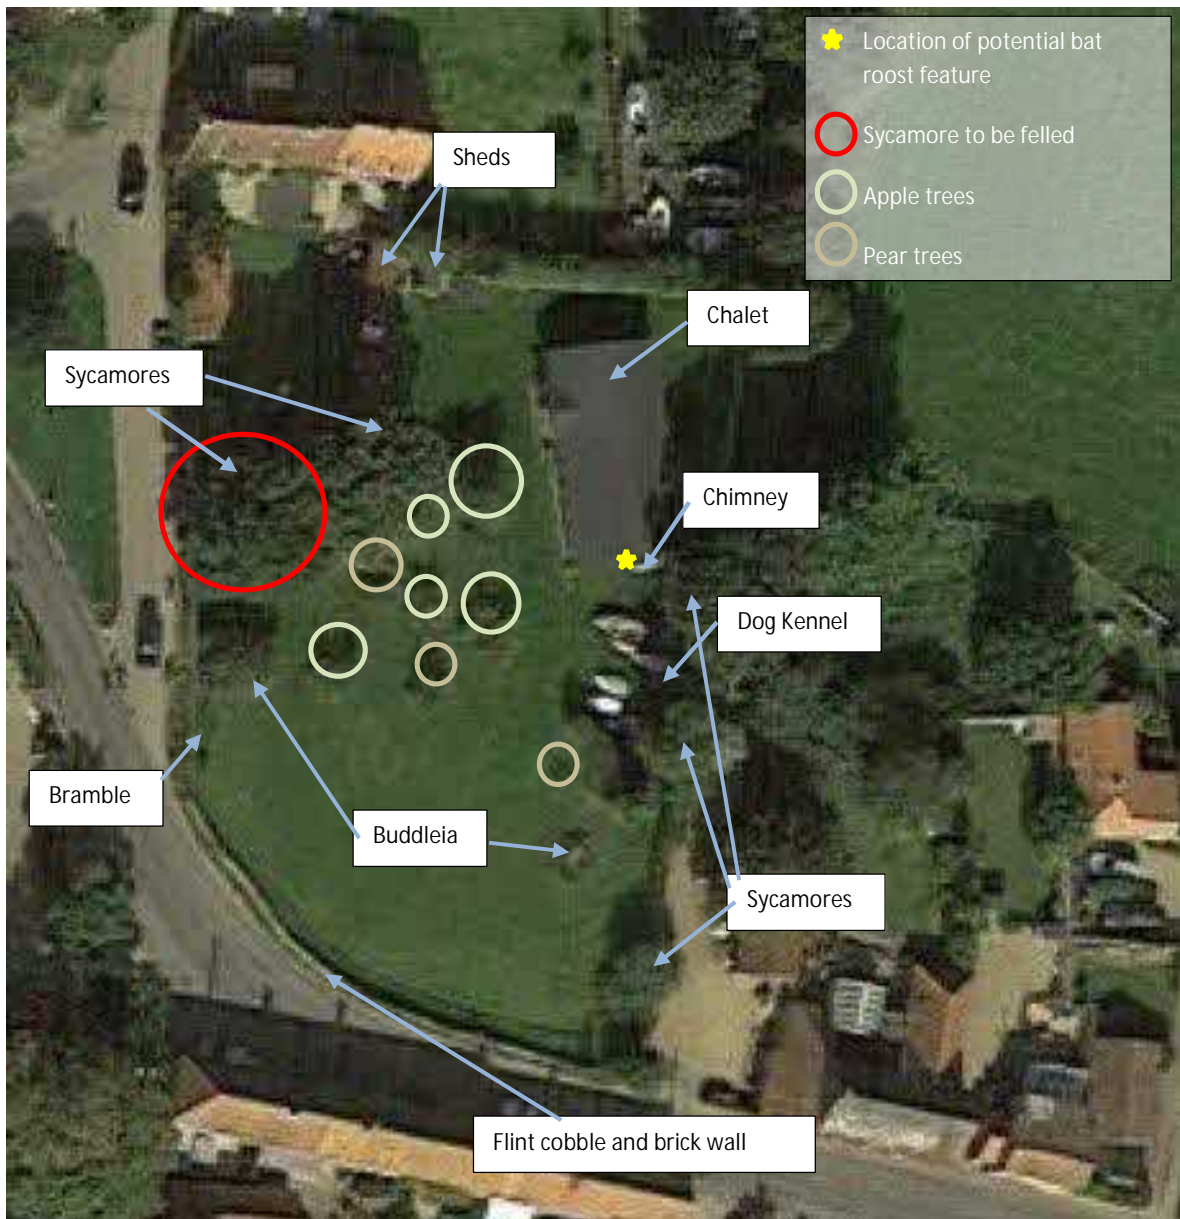 Location of potential bat
roost feature
Sycamore to be felled
Apple trees
Pear trees
Sheds
Chalet
Sycamores
Chimney
Dog Kennel
Bramble
Buddleia
Sycamores
Flint cobble and brick wall